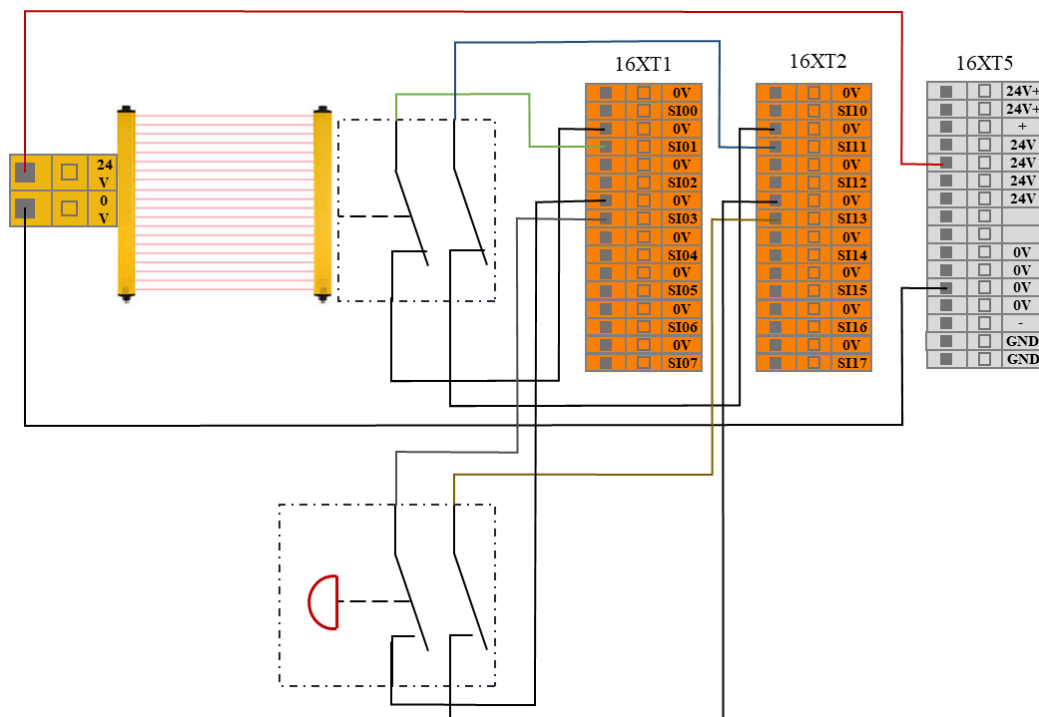 16XT1
16XT2
16XT5
24
V
0
V
0V
SI00
0V
SI01
0V
SI02
0V
SI03
0V
SI04
0V
SI05
0V
SI06
0V
SI07
0V
SI10
0V
SI11
0V
SI12
0V
SI13
0V
SI14
0V
SI15
0V
SI16
0V
SI17
24V+
24V+
+
24V
24V
24V
24V
0V
0V
0V
0V
-
GND
GND